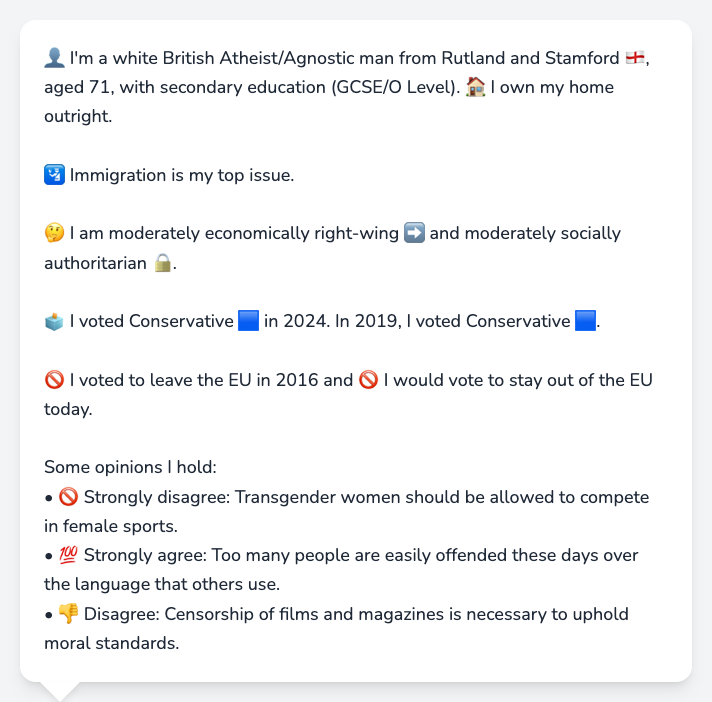 👤 I'm a white British Atheist/Agnostic man from Rutland and Stamford 🏴󠁧󠁢󠁥󠁮󠁧󠁿,
aged 71, with secondary education (GCSE/O Level). 🏠 I own my home
outright.
🛂 Immigration is my top issue.
🤔 I am moderately economically right-wing ➡️ and moderately socially
authoritarian 🔒.
🗳️ I voted Conservative 🟦 in 2024. In 2019, I voted Conservative 🟦.
🚫 I voted to leave the EU in 2016 and 🚫 I would vote to stay out of the EU
today.
Some opinions I hold:
• 🚫 Strongly disagree: Transgender women should be allowed to compete
in female sports.
• 💯 Strongly agree: Too many people are easily offended these days over
the language that others use.
• 👎 Disagree: Censorship of films and magazines is necessary to uphold
moral standards.